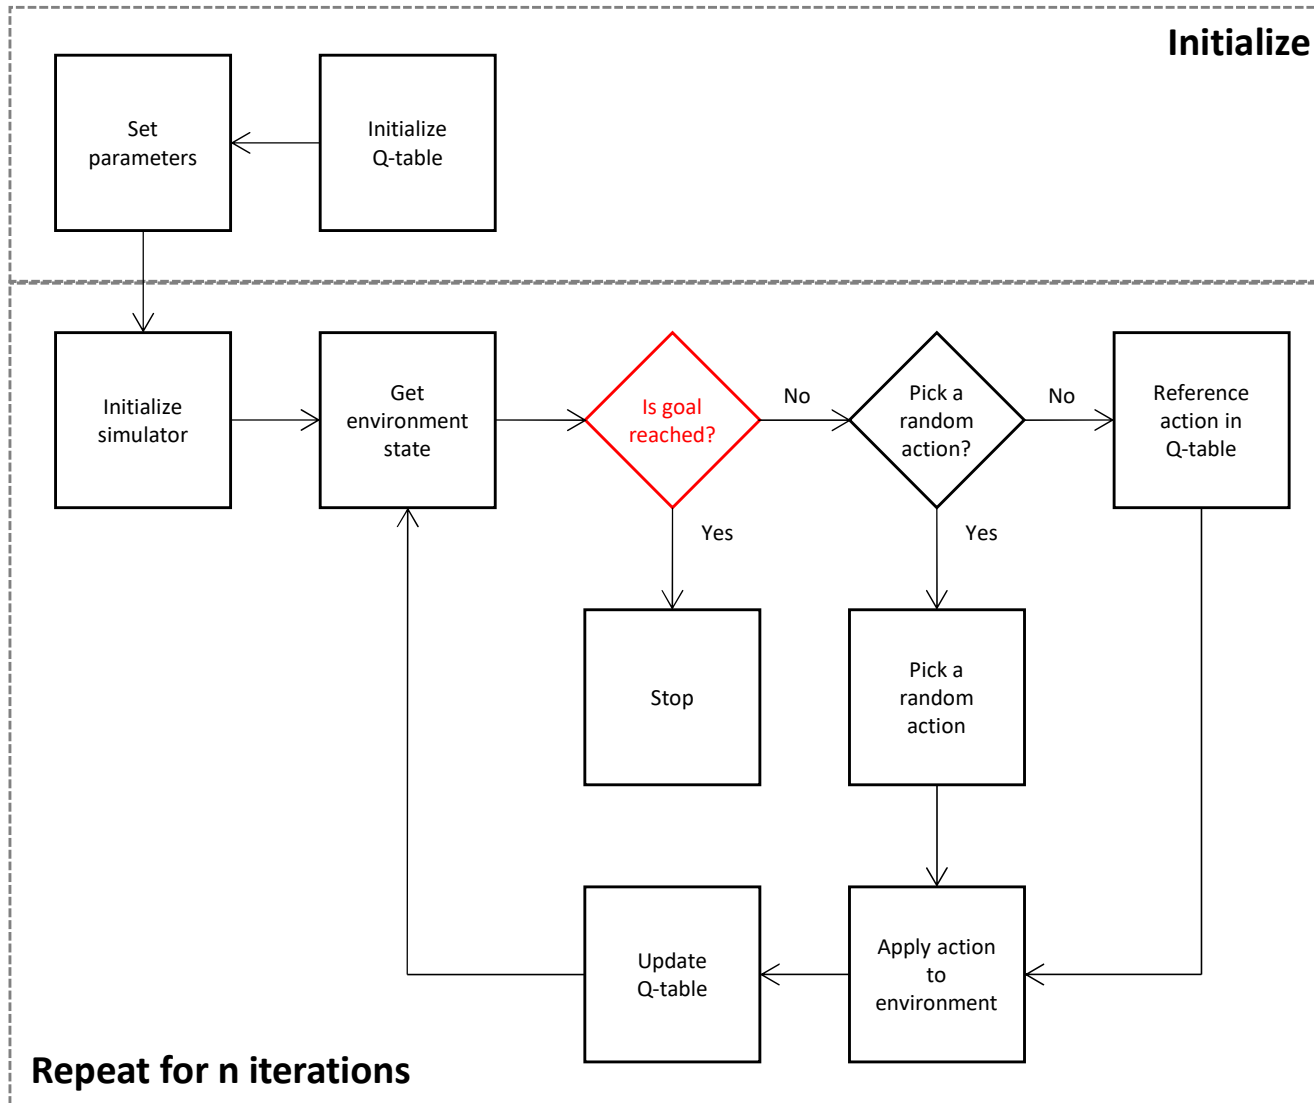 Initialize
Set
parameters
Initialize
Q-table
Initialize
simulator
Get
environment
state
Is goal
reached?
No
Pick a
random
action?
No
Reference
action in
Q-table
Yes
Yes
Stop
Pick a
random
action
Update
Q-table
Apply action
to
environment
Repeat for n iterations